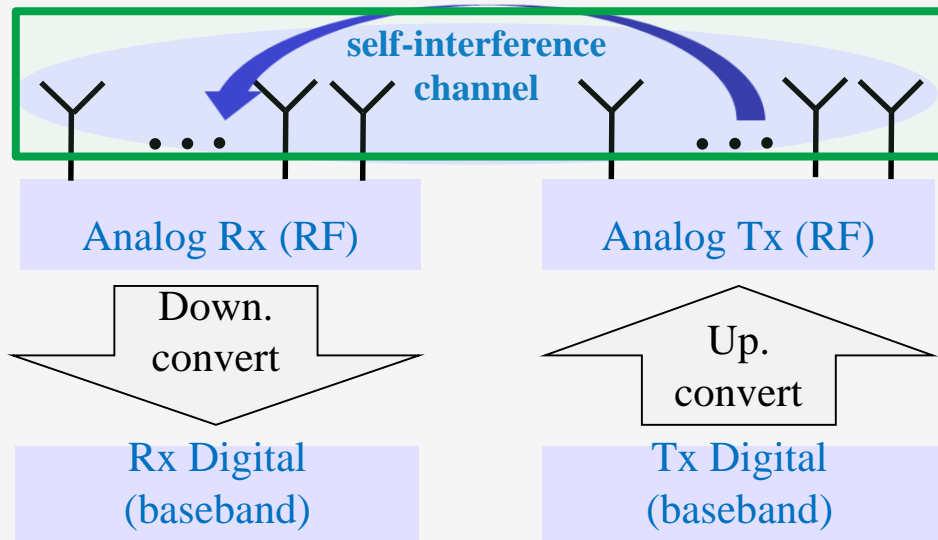 self-interference
channel
Analog Rx (RF)
Analog Tx (RF)
Down.
convert
Up.
convert
Rx Digital
(baseband)
Tx Digital
(baseband)